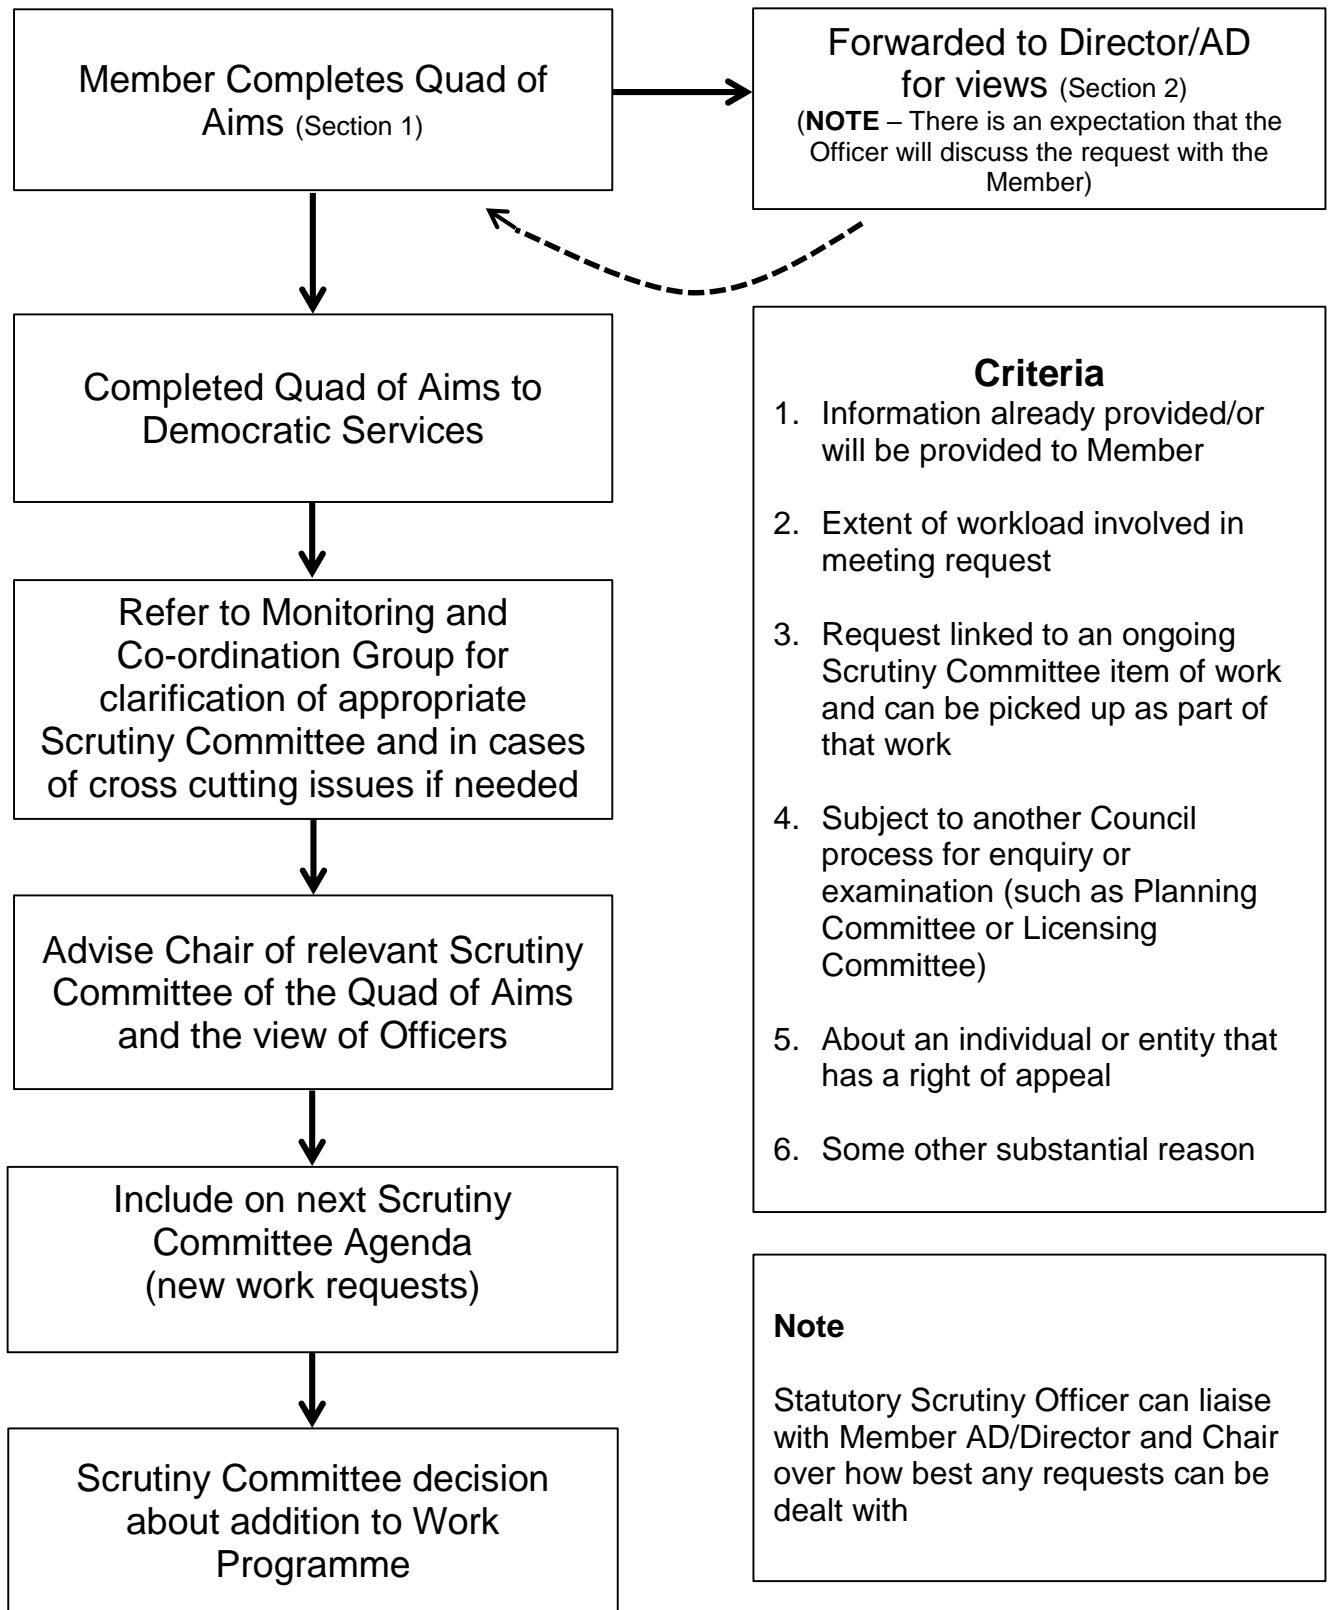 Member Completes Quad of
Aims (Section 1)
Forwarded to Director/AD
for views (Section 2)
(NOTE – There is an expectation that the
Officer will discuss the request with the
Member)
Completed Quad of Aims to
Democratic Services
Refer to Monitoring and
Co-ordination Group for
clarification of appropriate
Scrutiny Committee and in cases
of cross cutting issues if needed
Advise Chair of relevant Scrutiny
Committee of the Quad of Aims
and the view of Officers
Include on next Scrutiny
Committee Agenda
(new work requests)
Scrutiny Committee decision
about addition to Work
Programme
Criteria
1. Information already provided/or
will be provided to Member
2. Extent of workload involved in
meeting request
3. Request linked to an ongoing
Scrutiny Committee item of work
and can be picked up as part of
that work
4. Subject to another Council
process for enquiry or
examination (such as Planning
Committee or Licensing
Committee)
5. About an individual or entity that
has a right of appeal
6. Some other substantial reason
Note
Statutory Scrutiny Officer can liaise
with Member AD/Director and Chair
over how best any requests can be
dealt with